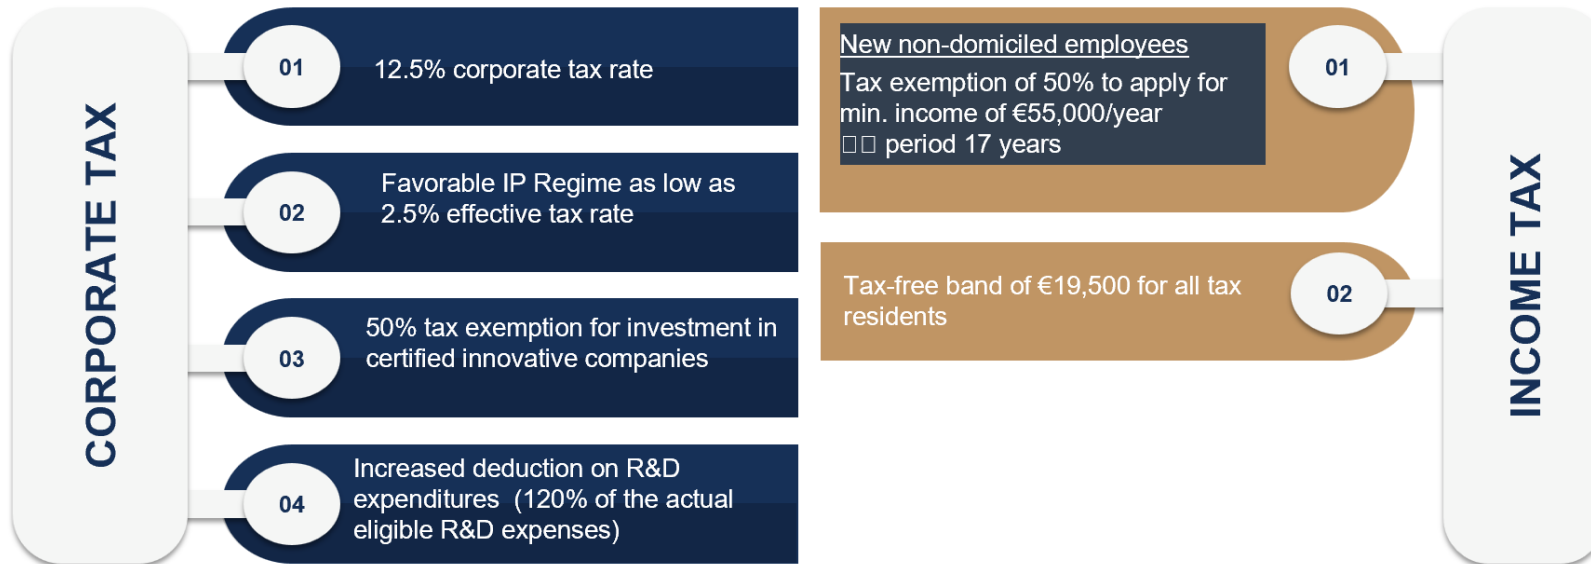 CORPORATE TAX
01
12.5% corporate tax rate
02
Favorable IP Regime as low as
2.5% effective tax rate
03
50% tax exemption for investment in
certified innovative companies
04
Increased deduction on R&D
expenditures (120% of the actual
eligible R&D expenses)
New non-domiciled employees
Tax exemption of 50% to apply for
min. income of €55,000/year
period 17 years
01
Tax-free band of €19,500 for all tax
residents
02
INCOME TAX